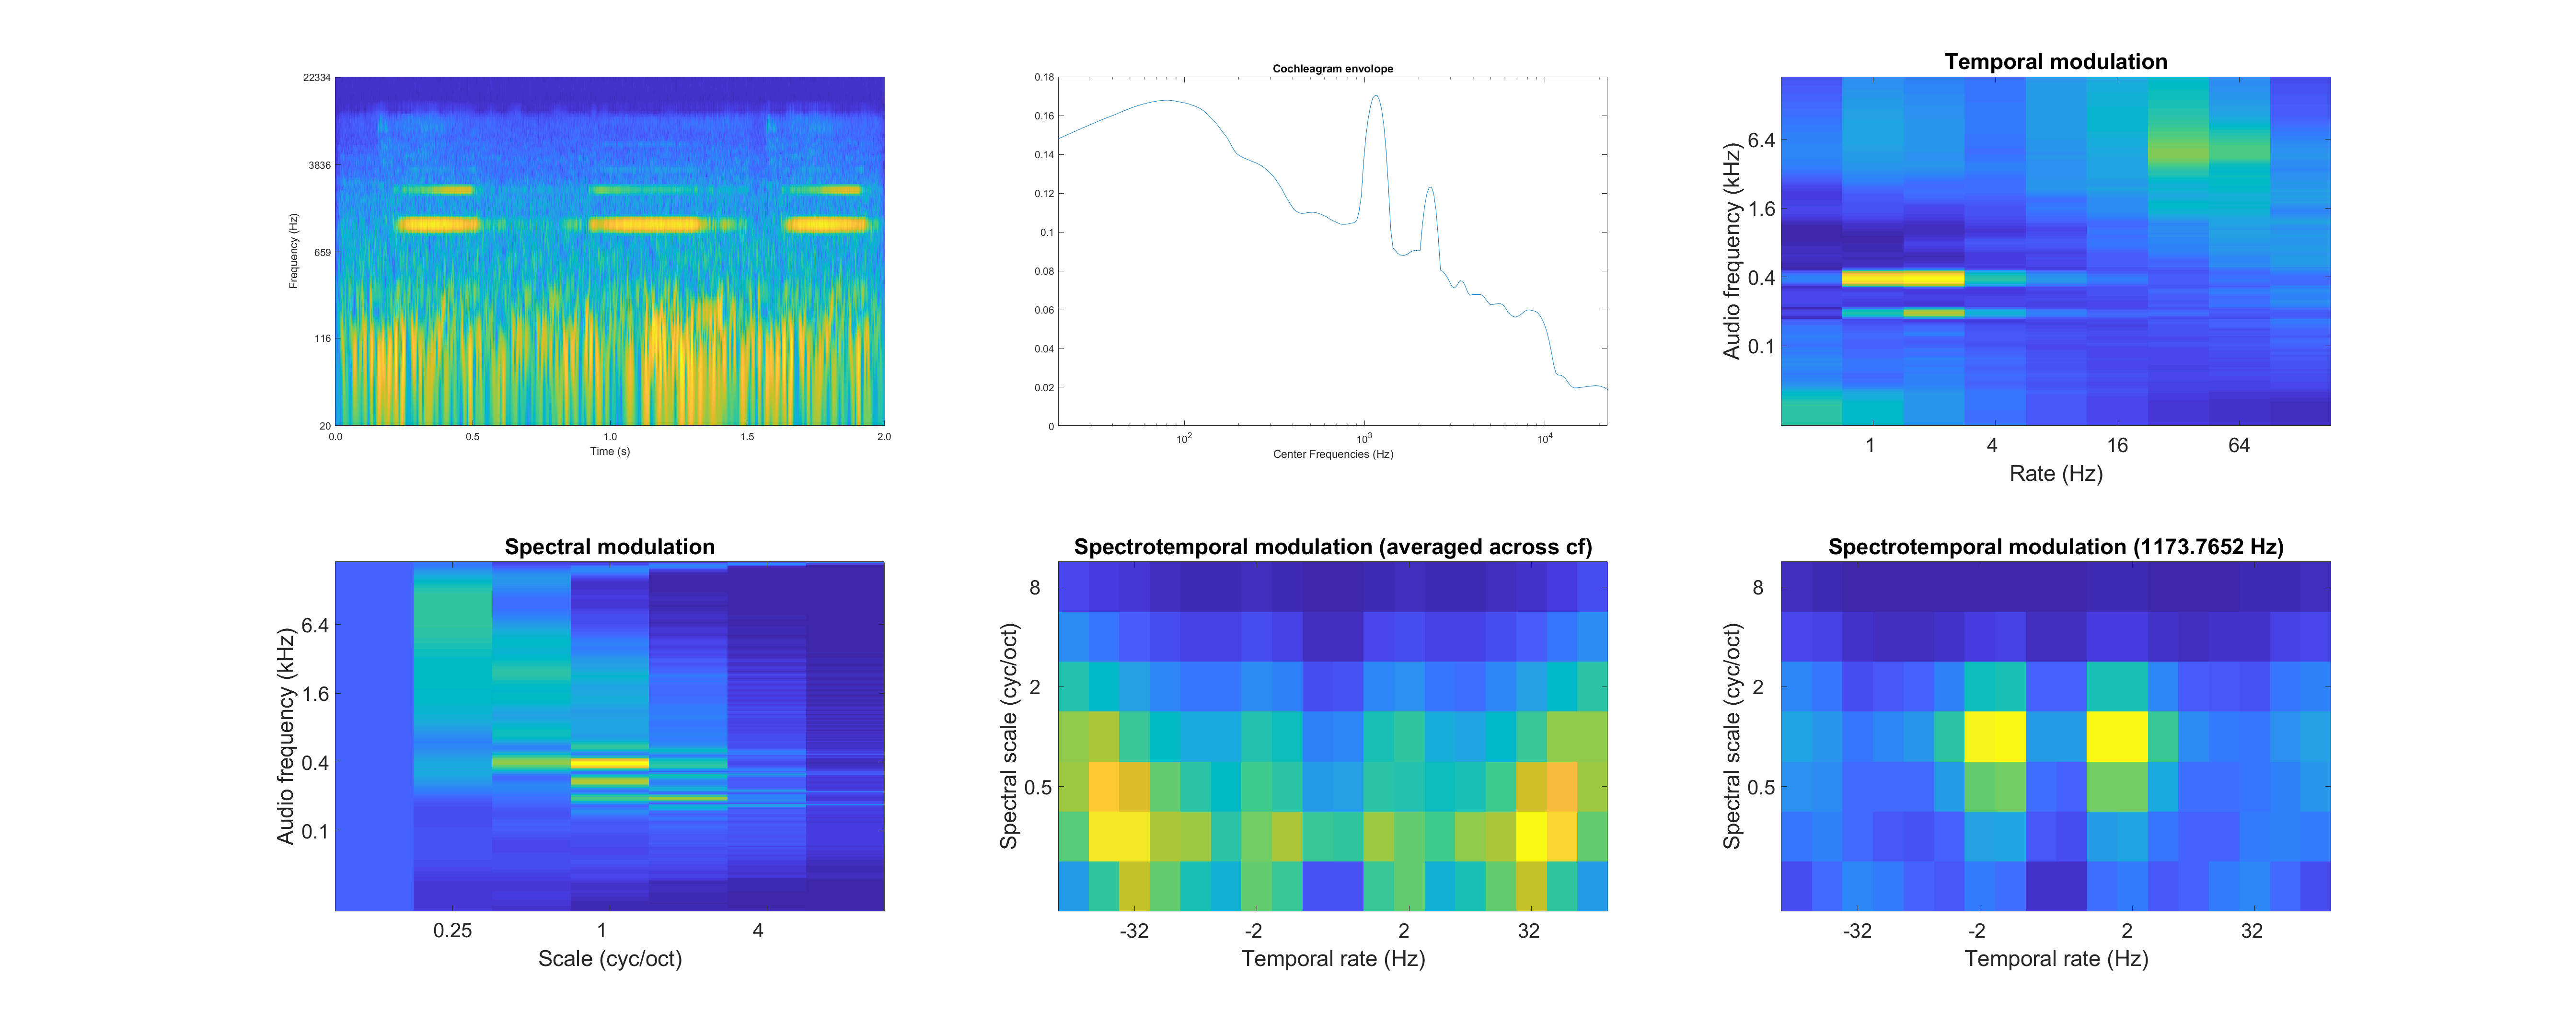 22334
3836
659
116
20
0.0 0.5 1.0 1.5 2.0
Time (s)
Frequency (Hz)
Cochleagram envolope
0.18
0.16
0.14
0.12
0.1
0.08
0.06
0.04
0.02
0
10² 10³ 10⁴
Center Frequencies (Hz)
Temporal modulation
6.4
1.6
0.4
0.1
1 4 16 64
Rate (Hz)
Audio frequency (kHz)
Spectral modulation
6.4
1.6
0.4
0.1
0.25 1 4
Scale (cyc/oct)
Audio frequency (kHz)
Spectrotemporal modulation (averaged across cf)
8
2
0.5
-32 -2 2 32
Temporal rate (Hz)
Spectral scale (cyc/oct)
Spectrotemporal modulation (1173.7652 Hz)
8
2
0.5
-32 -2 2 32
Temporal rate (Hz)
Spectral scale (cyc/oct)